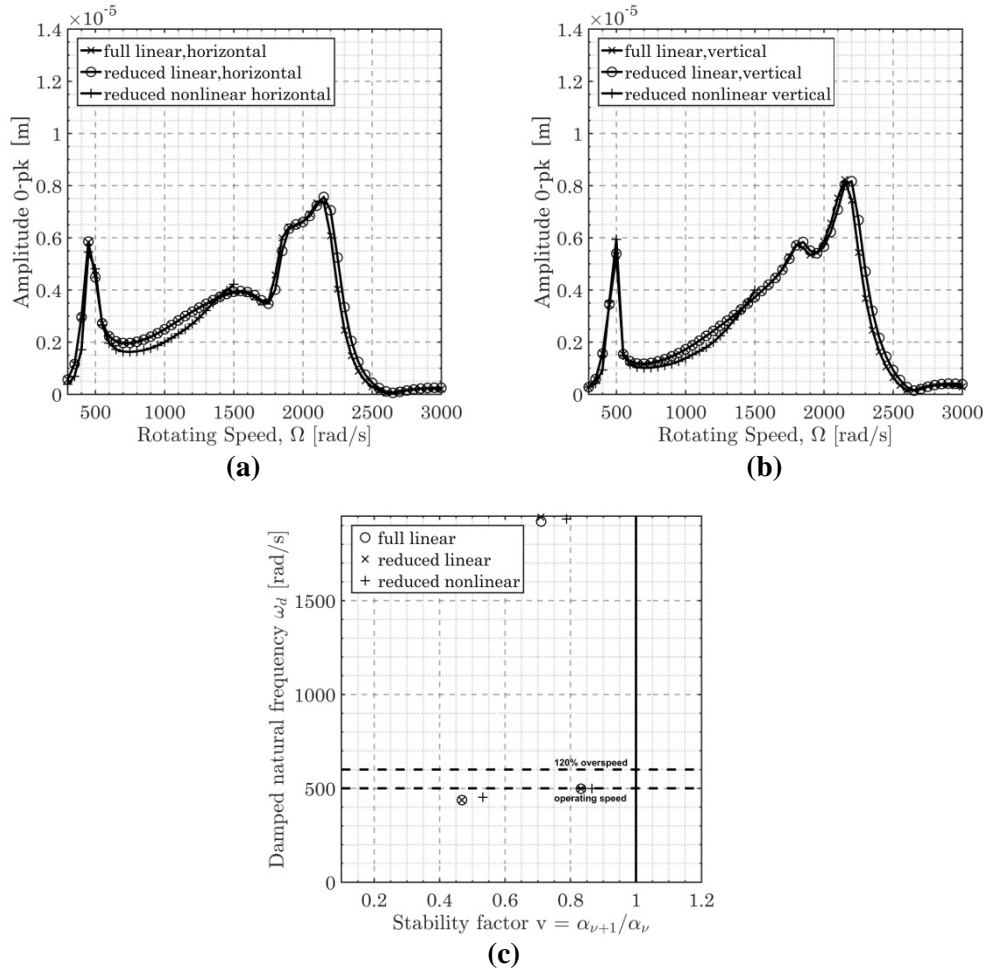 ×10⁻⁵
1.4
1.2
1
0.8
0.6
0.4
0.2
0
Amplitude 0-pk [m]
full linear,horizontal
reduced linear,horizontal
reduced nonlinear horizontal
500 1000 1500 2000 2500 3000
Rotating Speed, Ω [rad/s]
(a)
×10⁻⁵
1.4
1.2
1
0.8
0.6
0.4
0.2
0
Amplitude 0-pk [m]
full linear,vertical
reduced linear,vertical
reduced nonlinear vertical
500 1000 1500 2000 2500 3000
Rotating Speed, Ω [rad/s]
(b)
1500
1000
500
0
Damped natural frequency ω_d [rad/s]
full linear
reduced linear
reduced nonlinear
120% overspeed
operating speed
0.2 0.4 0.6 0.8 1 1.2
Stability factor v = α_{ν+1}/α_ν
(c)